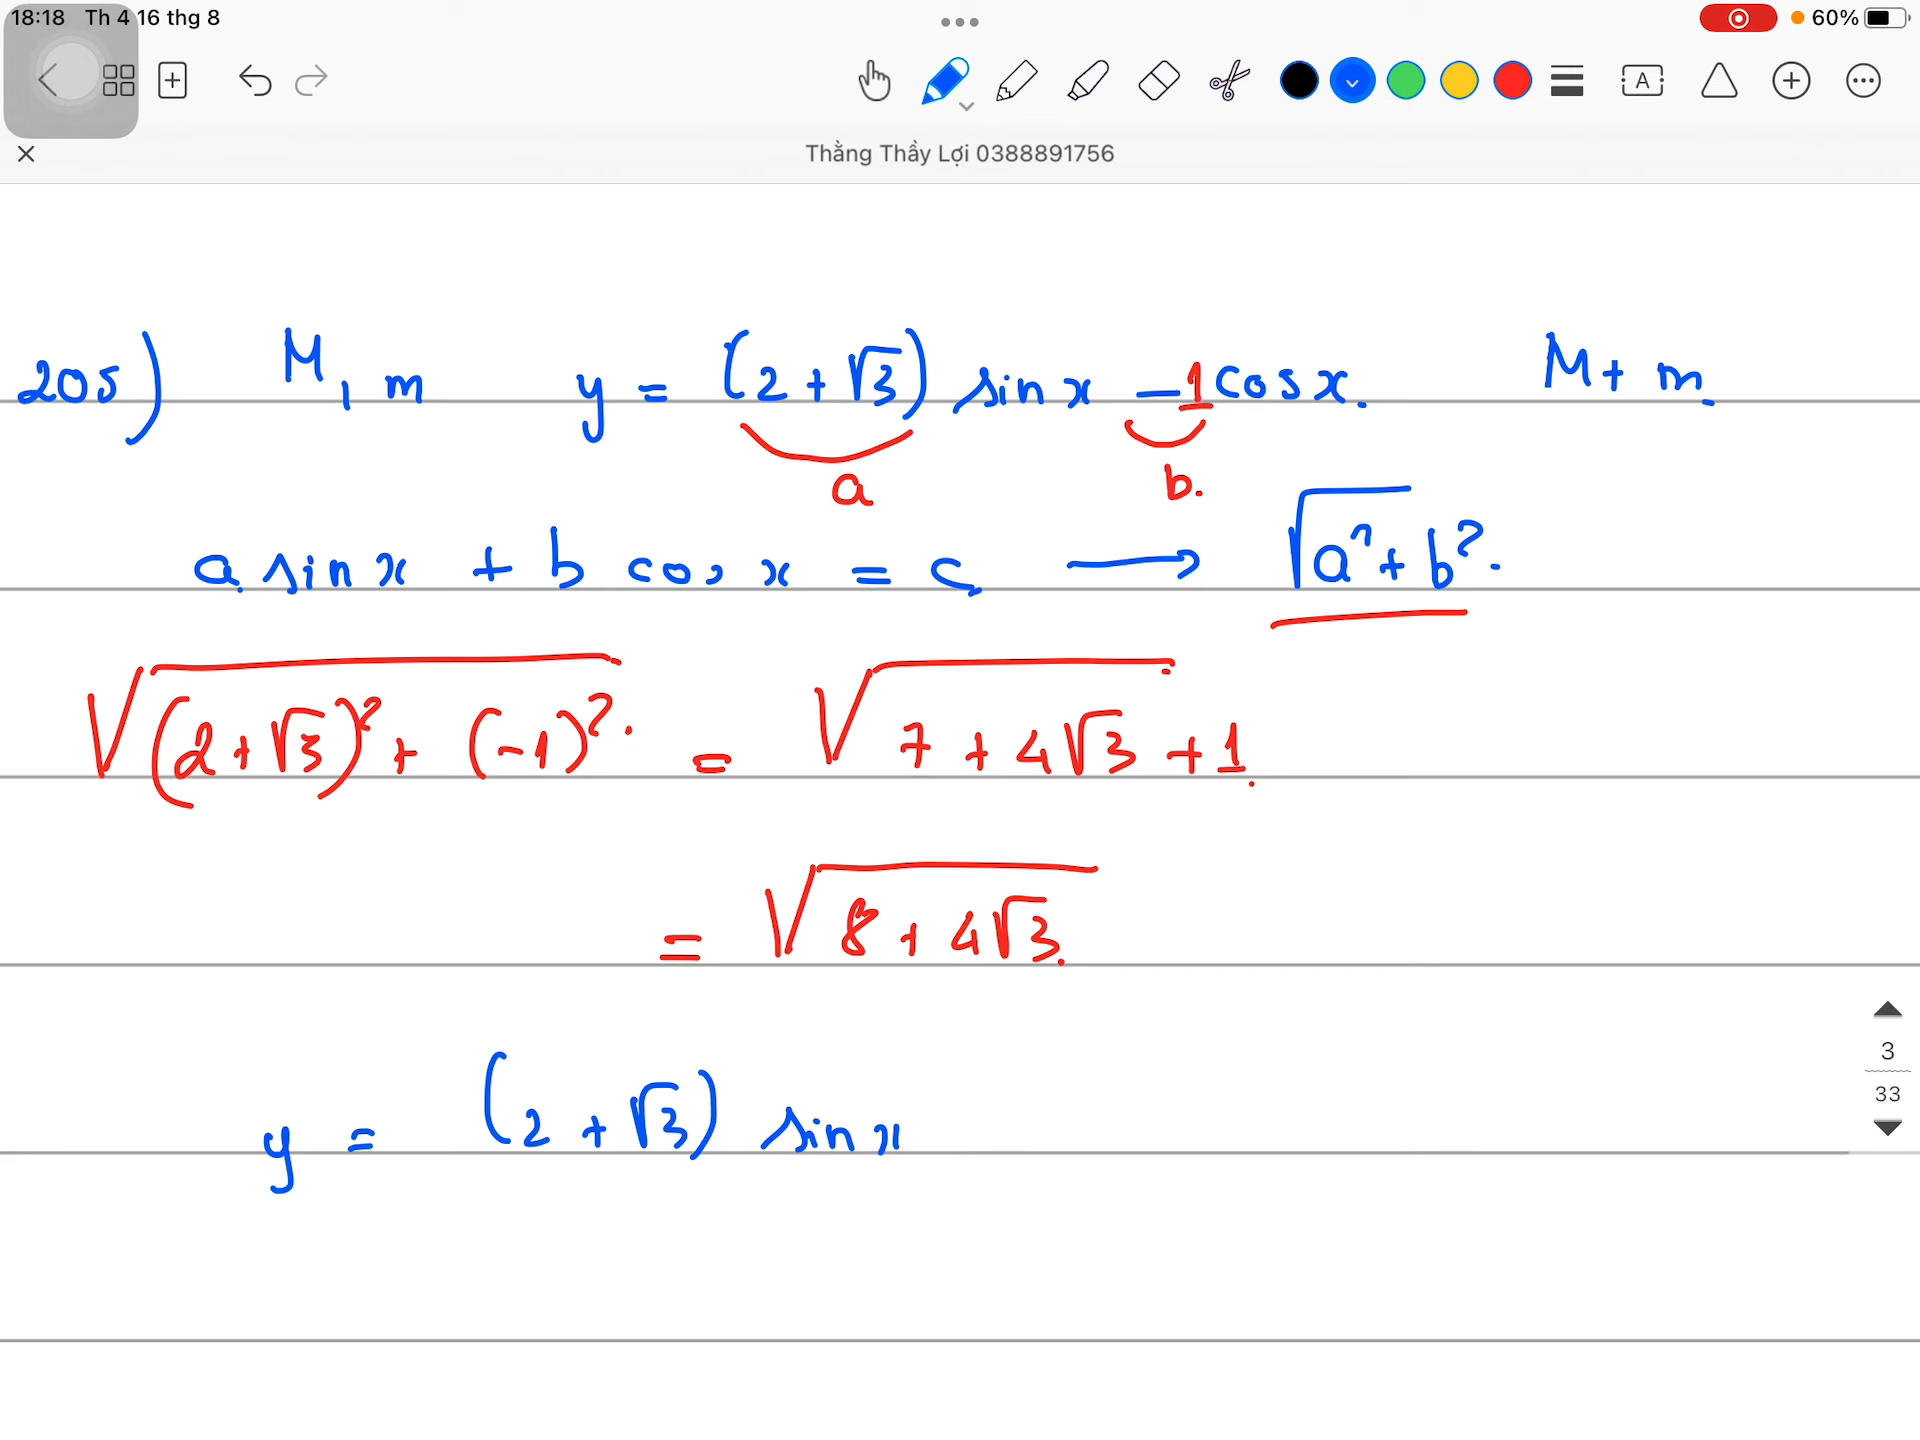 18:18 Th 4 16 thg 8
60%
A
Thằng Thầy Lợi 0388891756
205) M, m y = (2 + √3) sin x - 1 cos x. M + m
a b.
a sin x + b cos x = c → √a² + b².
√(2 + √3)² + (-1)². = √7 + 4√3 + 1.
= √8 + 4√3.
3
33
y = (2 + √3) sin x